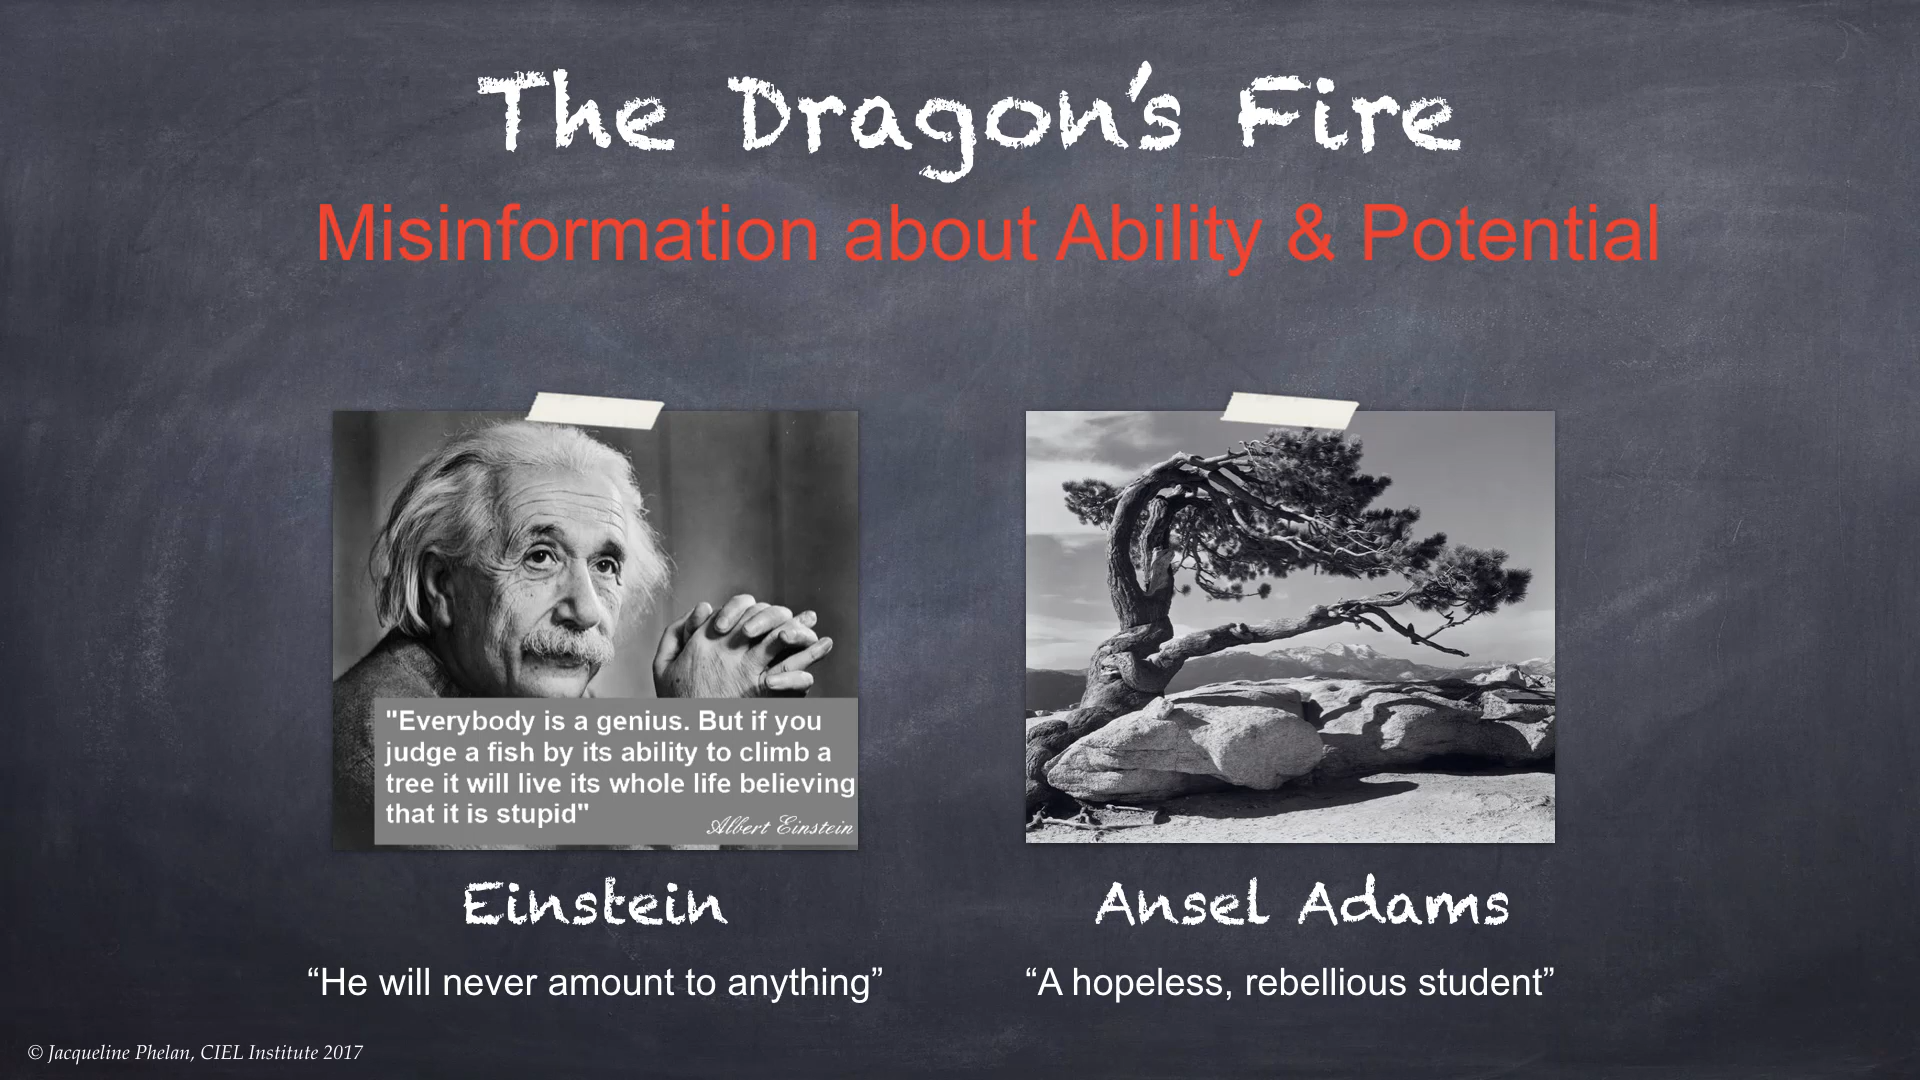 The Dragon's Fire
Misinformation about Ability & Potential
"Everybody is a genius. But if you
judge a fish by its ability to climb a
tree it will live its whole life believing
that it is stupid"
Albert Einstein
Einstein
“He will never amount to anything”
Ansel Adams
“A hopeless, rebellious student”
© Jacqueline Phelan, CIEL Institute 2017